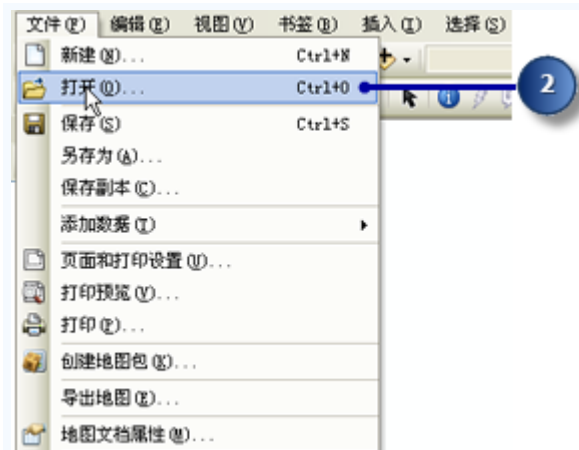 文件(F) 编辑(E) 视图(V) 书签(B) 插入(I) 选择(S)
新建(N)... Ctrl+N
打开(O)... Ctrl+O 2
保存(S) Ctrl+S
另存为(A)...
保存副本(C)...
添加数据(T)
页面和打印设置(U)...
打印预览(V)...
打印(P)...
创建地图包(K)...
导出地图(E)...
地图文档属性(M)...